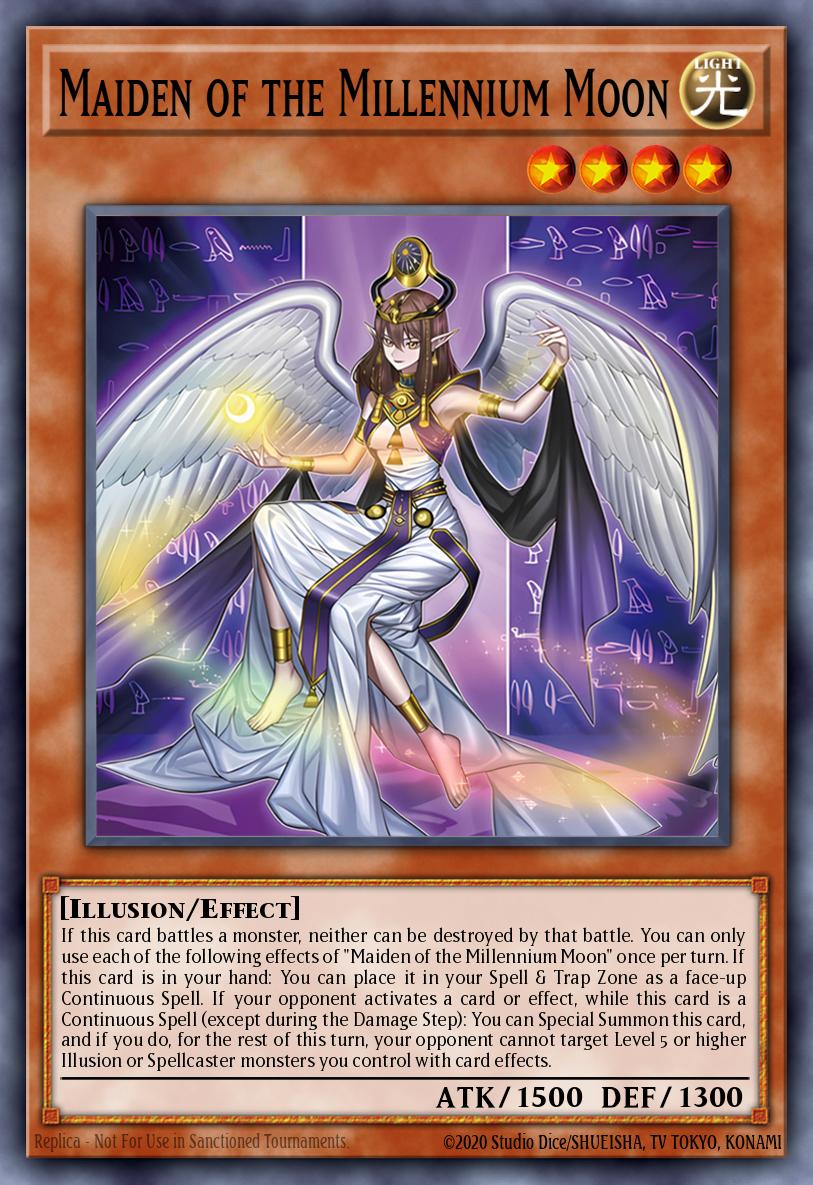 Maiden of the Millennium Moon
LIGHT
光
[Illusion/Effect]
If this card battles a monster, neither can be destroyed by that battle. You can only
use each of the following effects of "Maiden of the Millennium Moon" once per turn. If
this card is in your hand: You can place it in your Spell & Trap Zone as a face-up
Continuous Spell. If your opponent activates a card or effect, while this card is a
Continuous Spell (except during the Damage Step): You can Special Summon this card,
and if you do, for the rest of this turn, your opponent cannot target Level 5 or higher
Illusion or Spellcaster monsters you control with card effects.
ATK/1500 DEF/1300
Replica - Not For Use in Sanctioned Tournaments.
©2020 Studio Dice/SHUEISHA, TV TOKYO, KONAMI